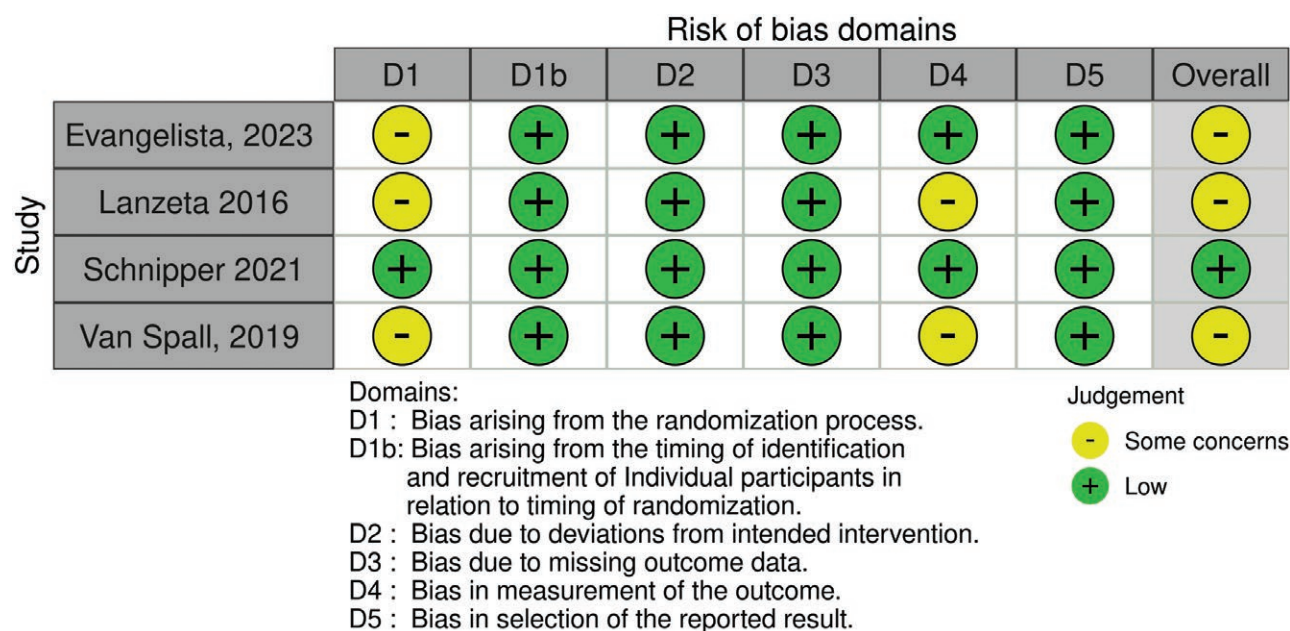 Risk of bias domains
D1 D1b D2 D3 D4 D5 Overall
Study
Evangelista, 2023 - + + + + + -
Lanzeta 2016 - + + + - + -
Schnipper 2021 + + + + + + +
Van Spall, 2019 - + + + - + -
Domains:
D1 : Bias arising from the randomization process.
D1b: Bias arising from the timing of identification
and recruitment of Individual participants in
relation to timing of randomization.
D2 : Bias due to deviations from intended intervention.
D3 : Bias due to missing outcome data.
D4 : Bias in measurement of the outcome.
D5 : Bias in selection of the reported result.
Judgement
- Some concerns
+ Low